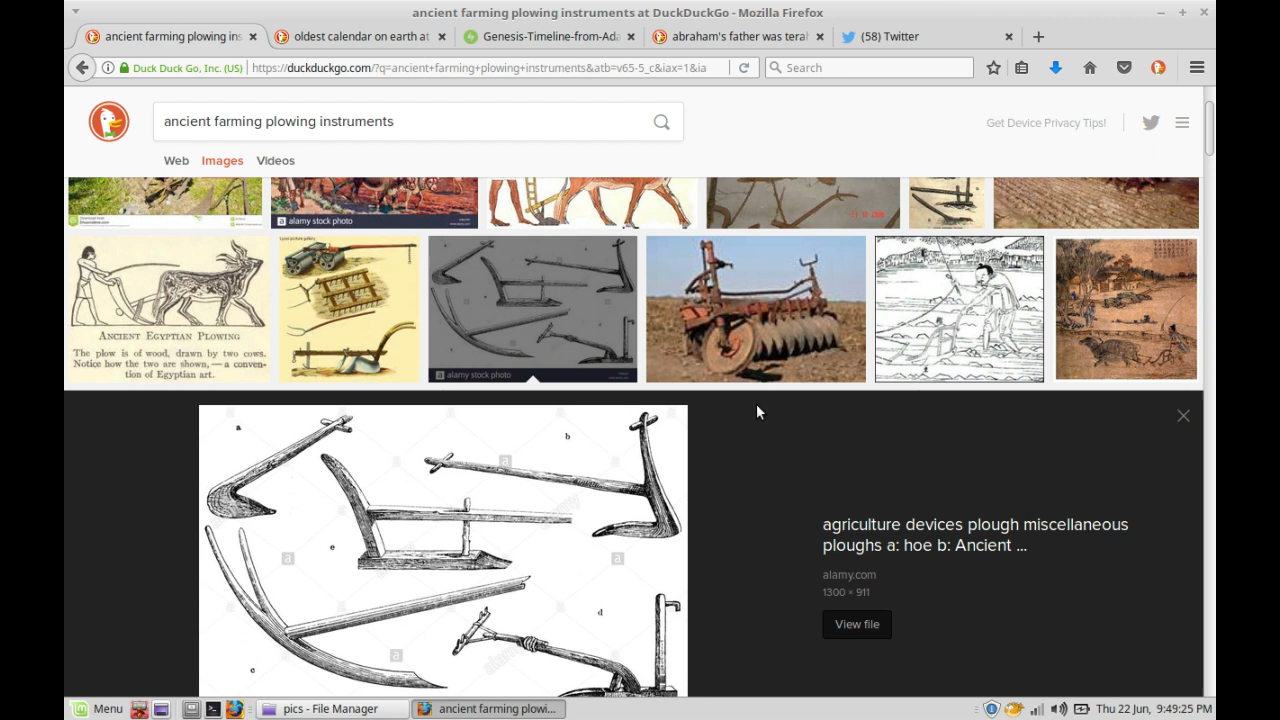 ancient farming plowing instruments at DuckDuckGo - Mozilla Firefox
ancient farming plowing ins
oldest calendar on earth at
Genesis-Timeline-from-Ada
abraham's father was terah
(58) Twitter
Duck Duck Go, Inc. (US)
https://duckduckgo.com/?q=ancient+farming+plowing+instruments&atb=v65-5_c&iax=1&ia
Search
ancient farming plowing instruments
Get Device Privacy Tips!
Web Images Videos
a alamy stock photo
ANCIENT EGYPTIAN PLOWING
The plow is of wood, drawn by two cows.
Notice how the two are shown, — a conven-
tion of Egyptian art.
a alamy stock photo
a
b
e
d
c
a
a
a
a
alamy
agriculture devices plough miscellaneous
ploughs a: hoe b: Ancient ...
alamy.com
1300 × 911
View file
Menu
pics - File Manager
ancient farming plowi...
Thu 22 Jun, 9:49:25 PM